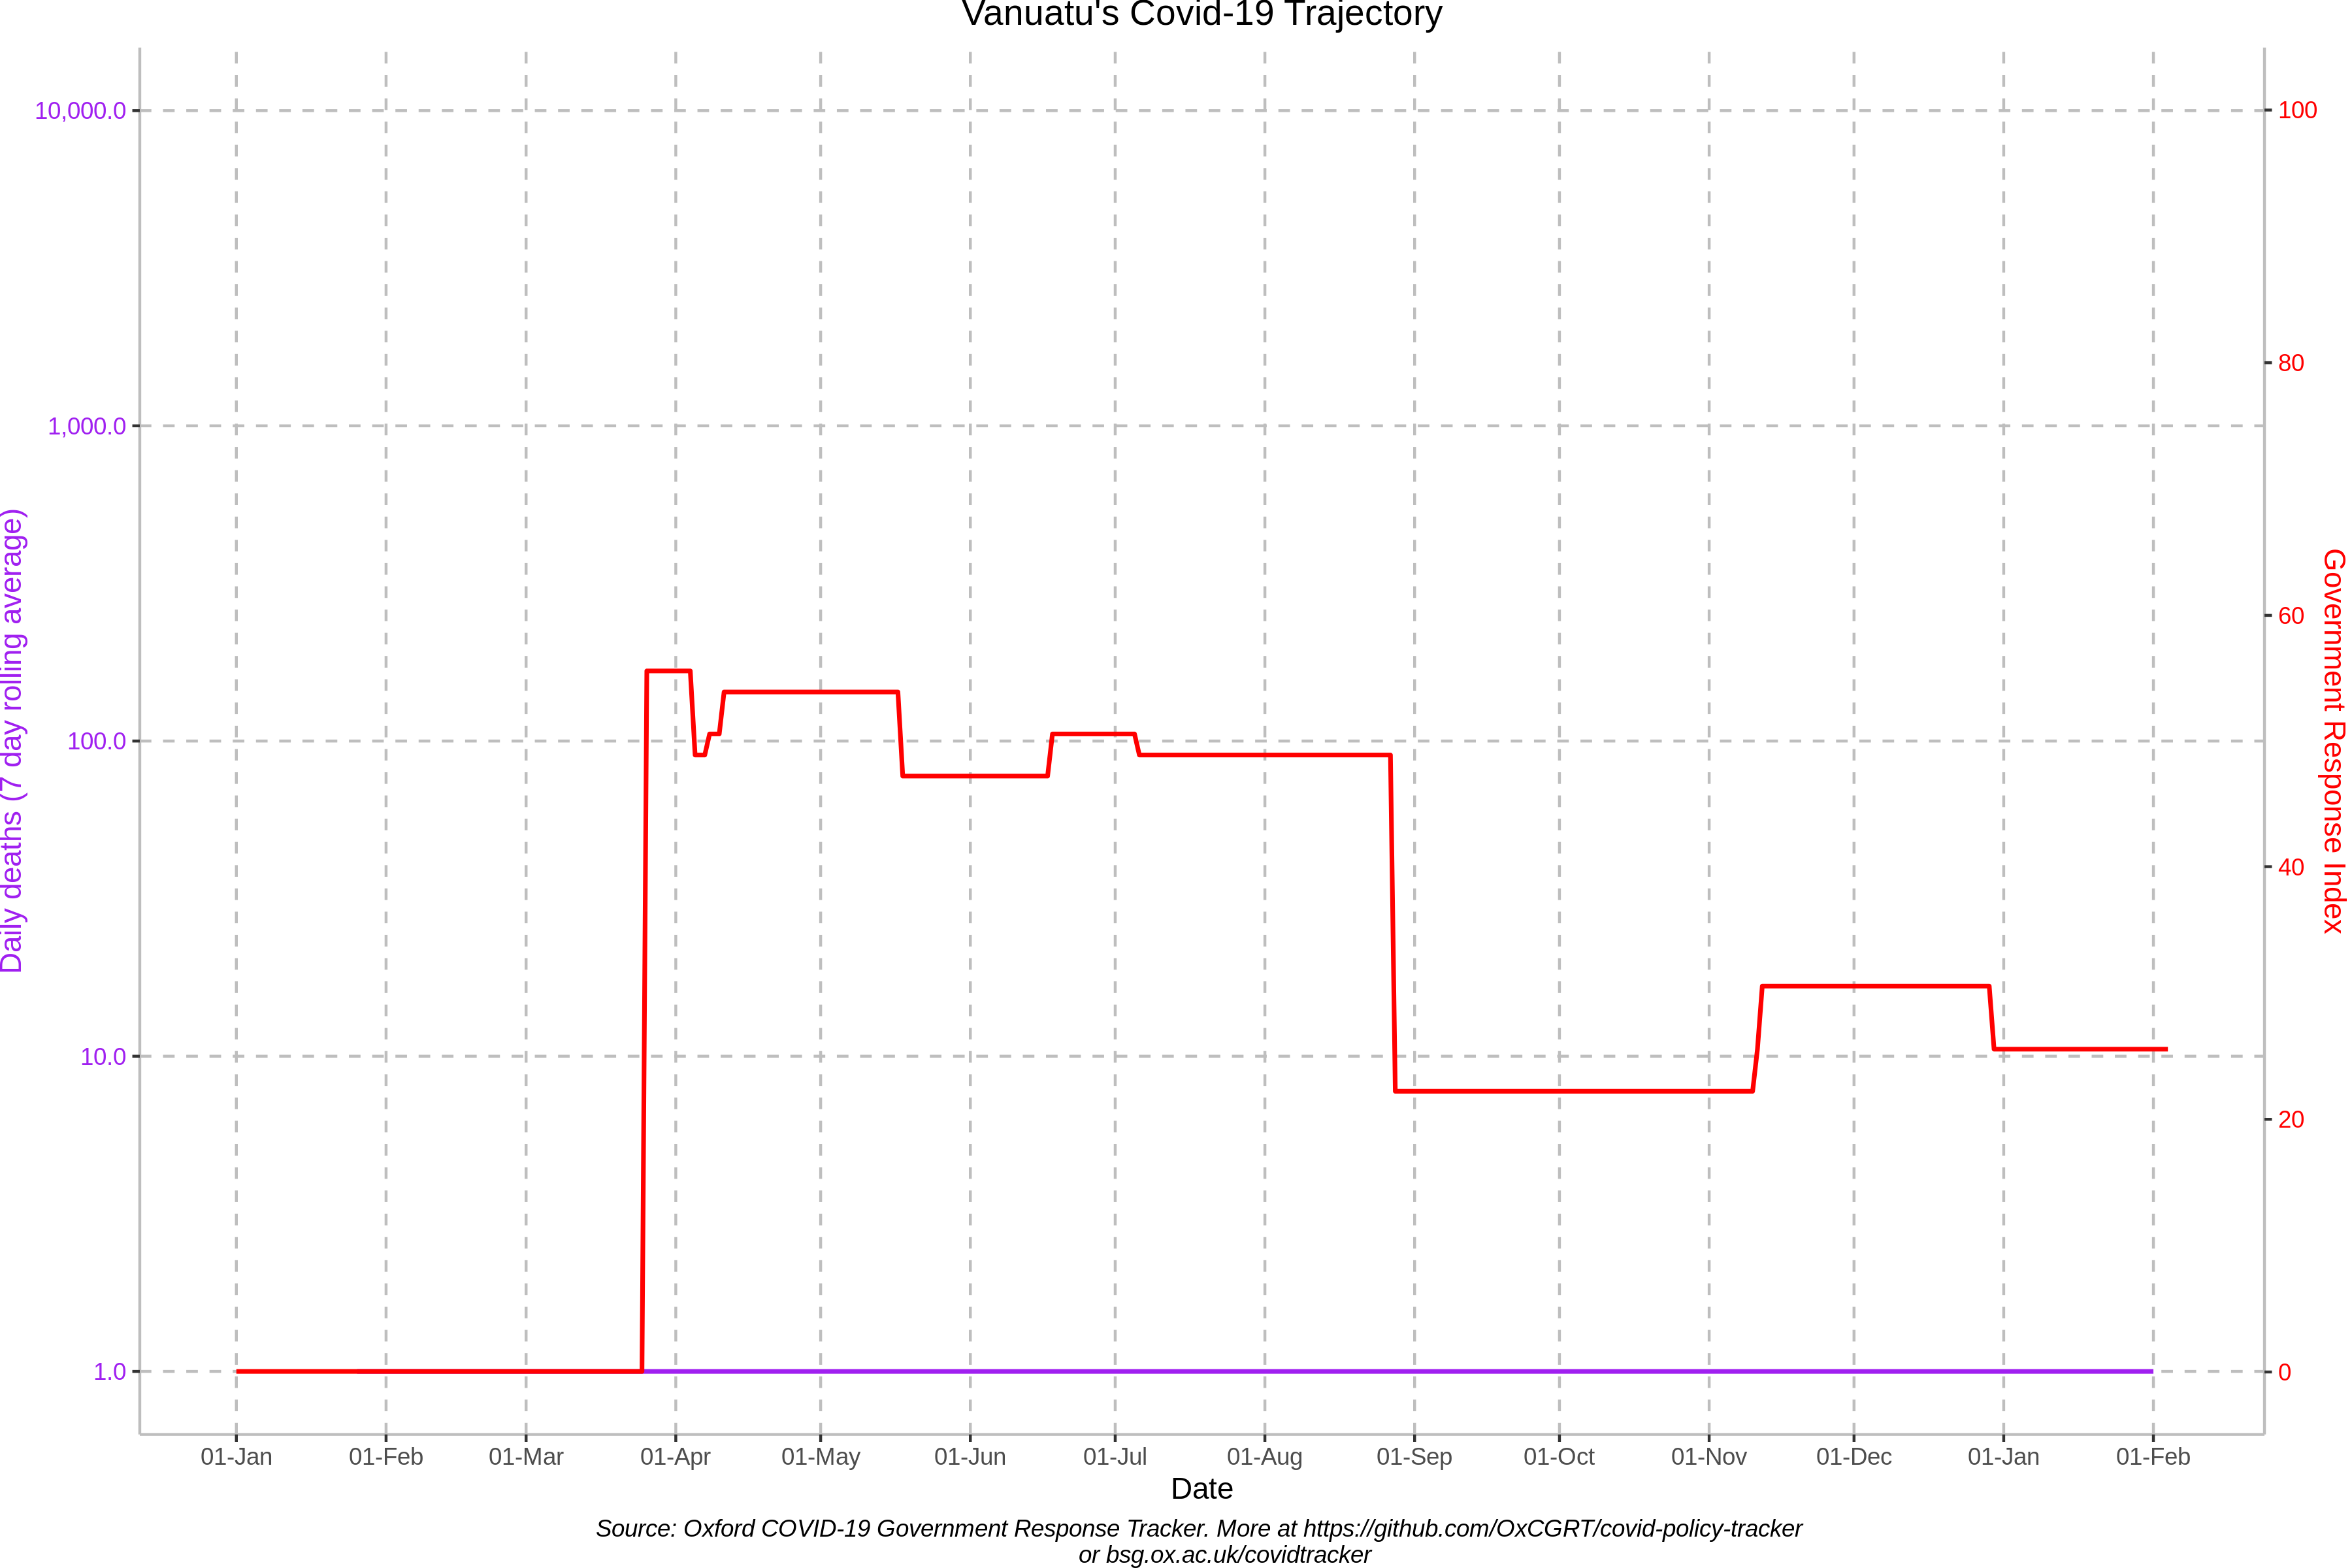 Vanuatu's Covid-19 Trajectory
10,000.0
1,000.0
100.0
10.0
1.0
Daily deaths (7 day rolling average)
100
80
60
40
20
0
Government Response Index
01-Jan 01-Feb 01-Mar 01-Apr 01-May 01-Jun 01-Jul 01-Aug 01-Sep 01-Oct 01-Nov 01-Dec 01-Jan 01-Feb
Date
Source: Oxford COVID-19 Government Response Tracker. More at https://github.com/OxCGRT/covid-policy-tracker
or bsg.ox.ac.uk/covidtracker